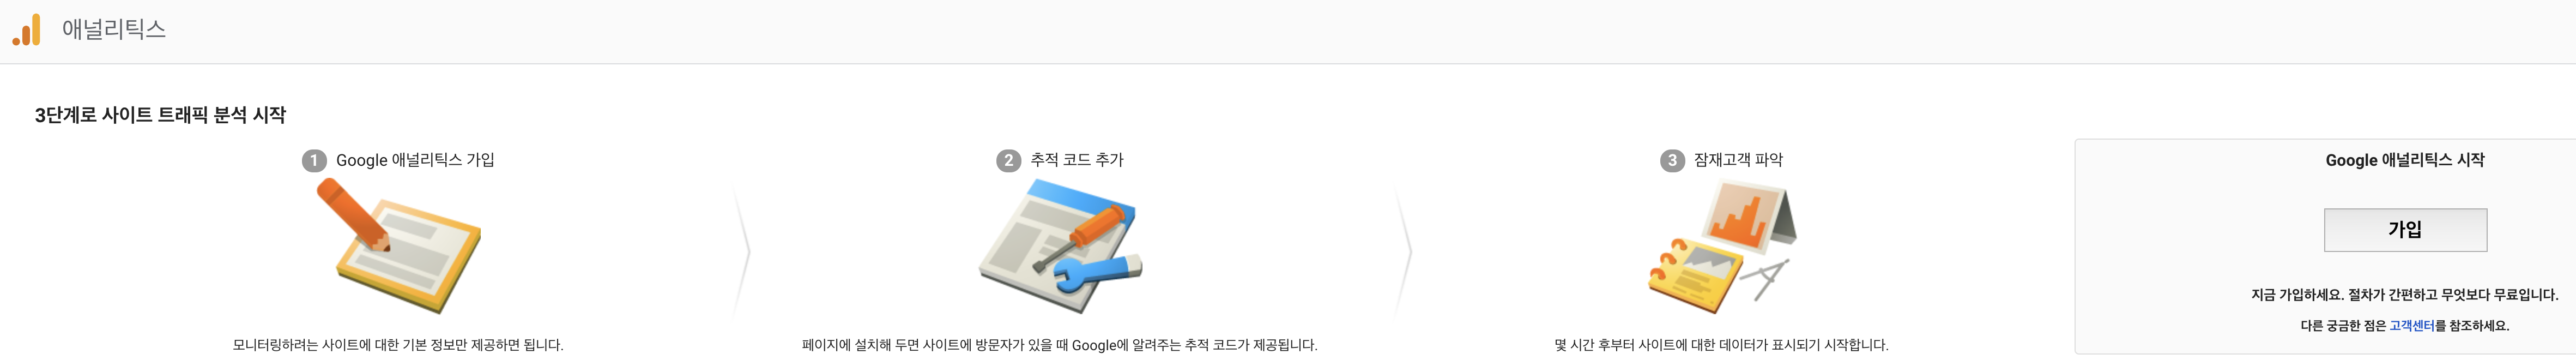 애널리틱스
3단계로 사이트 트래픽 분석 시작
1 Google 애널리틱스 가입
모니터링하려는 사이트에 대한 기본 정보만 제공하면 됩니다.
2 추적 코드 추가
페이지에 설치해 두면 사이트에 방문자가 있을 때 Google에 알려주는 추적 코드가 제공됩니다.
3 잠재고객 파악
몇 시간 후부터 사이트에 대한 데이터가 표시되기 시작합니다.
Google 애널리틱스 시작
가입
지금 가입하세요. 절차가 간편하고 무엇보다 무료입니다.
다른 궁금한 점은 고객센터를 참조하세요.